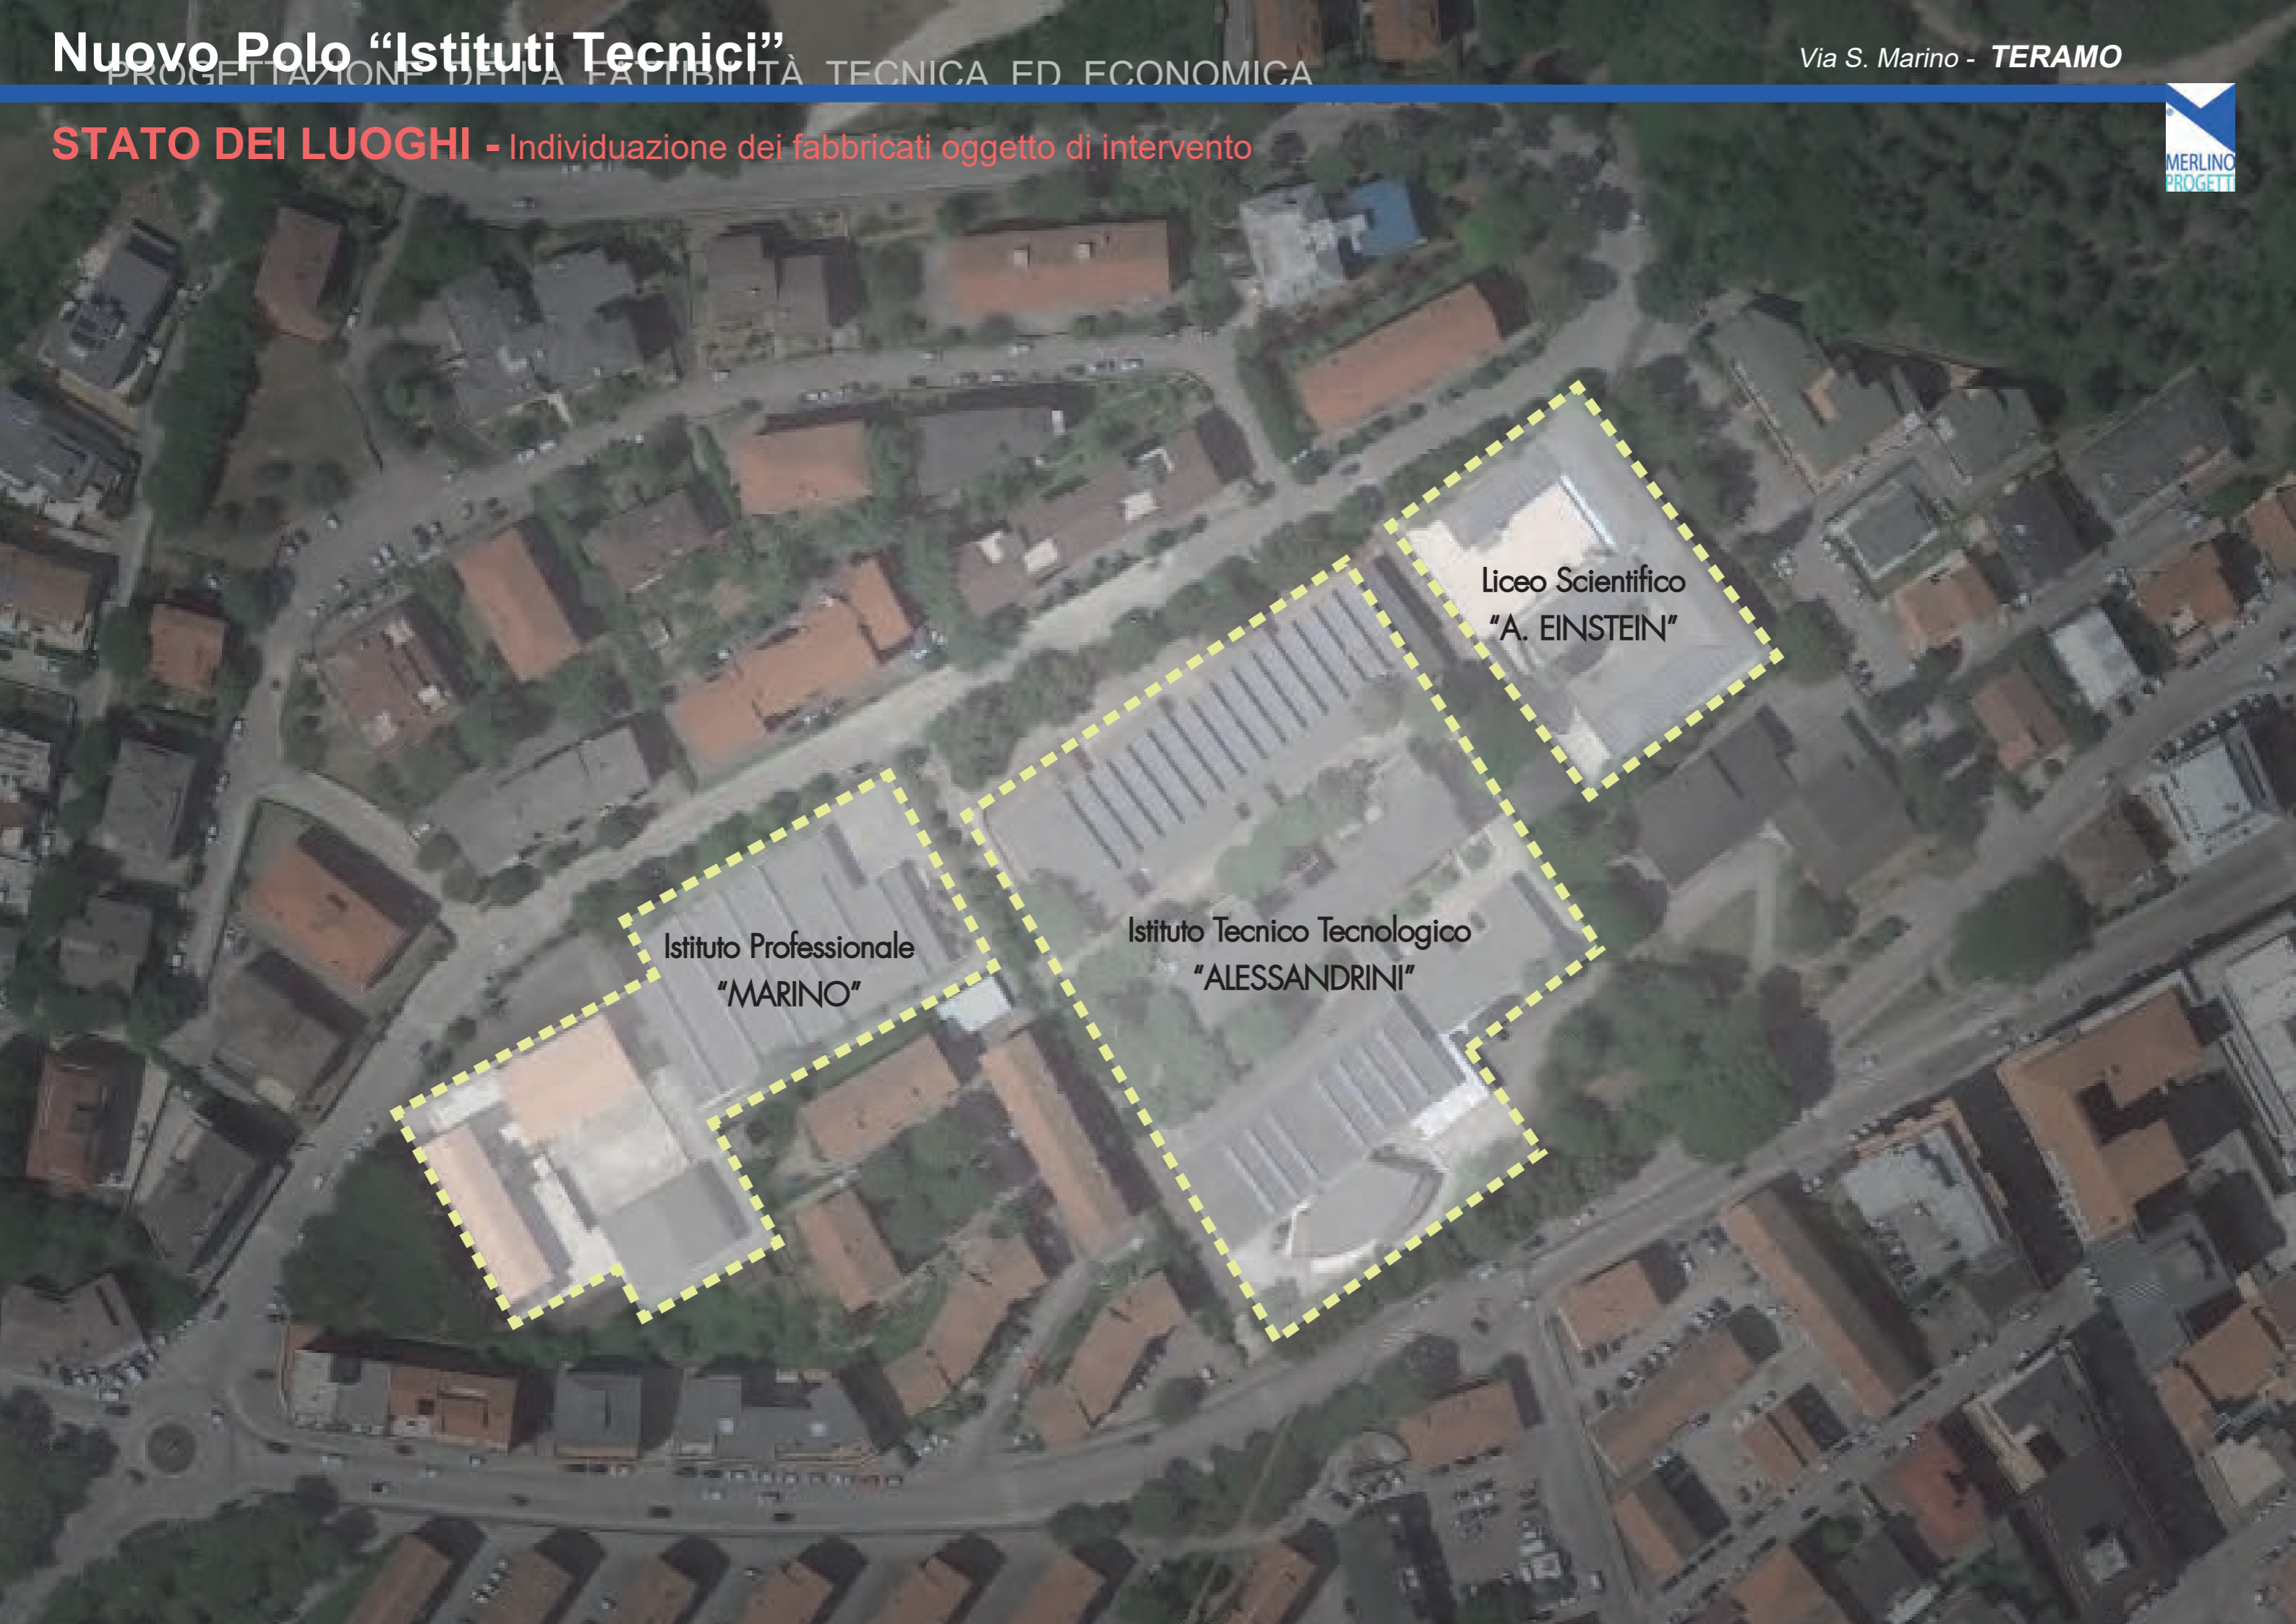 Nuovo Polo “Istituti Tecnici”
PROGETTAZIONE DELLA FATTIBILITÀ TECNICA ED ECONOMICA
Via S. Marino - TERAMO
MERLINO
PROGETTI
STATO DEI LUOGHI - Individuazione dei fabbricati oggetto di intervento
Liceo Scientifico
“A. EINSTEIN”
Istituto Tecnico Tecnologico
“ALESSANDRINI”
Istituto Professionale
“MARINO”